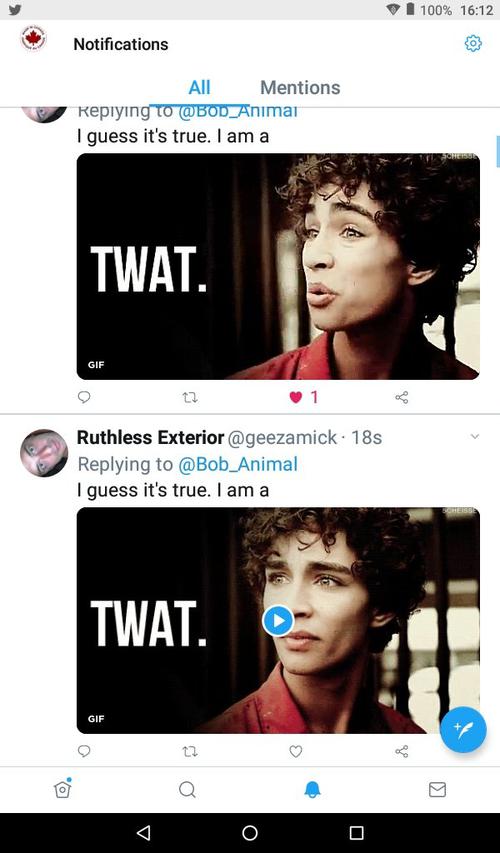 100% 16:12
Notifications
All Mentions
Replying to @Bob_Animal
I guess it's true. I am a
SCHEISSE
TWAT.
GIF
1
Ruthless Exterior @geezamick · 18s
Replying to @Bob_Animal
I guess it's true. I am a
SCHEISSE
TWAT.
GIF